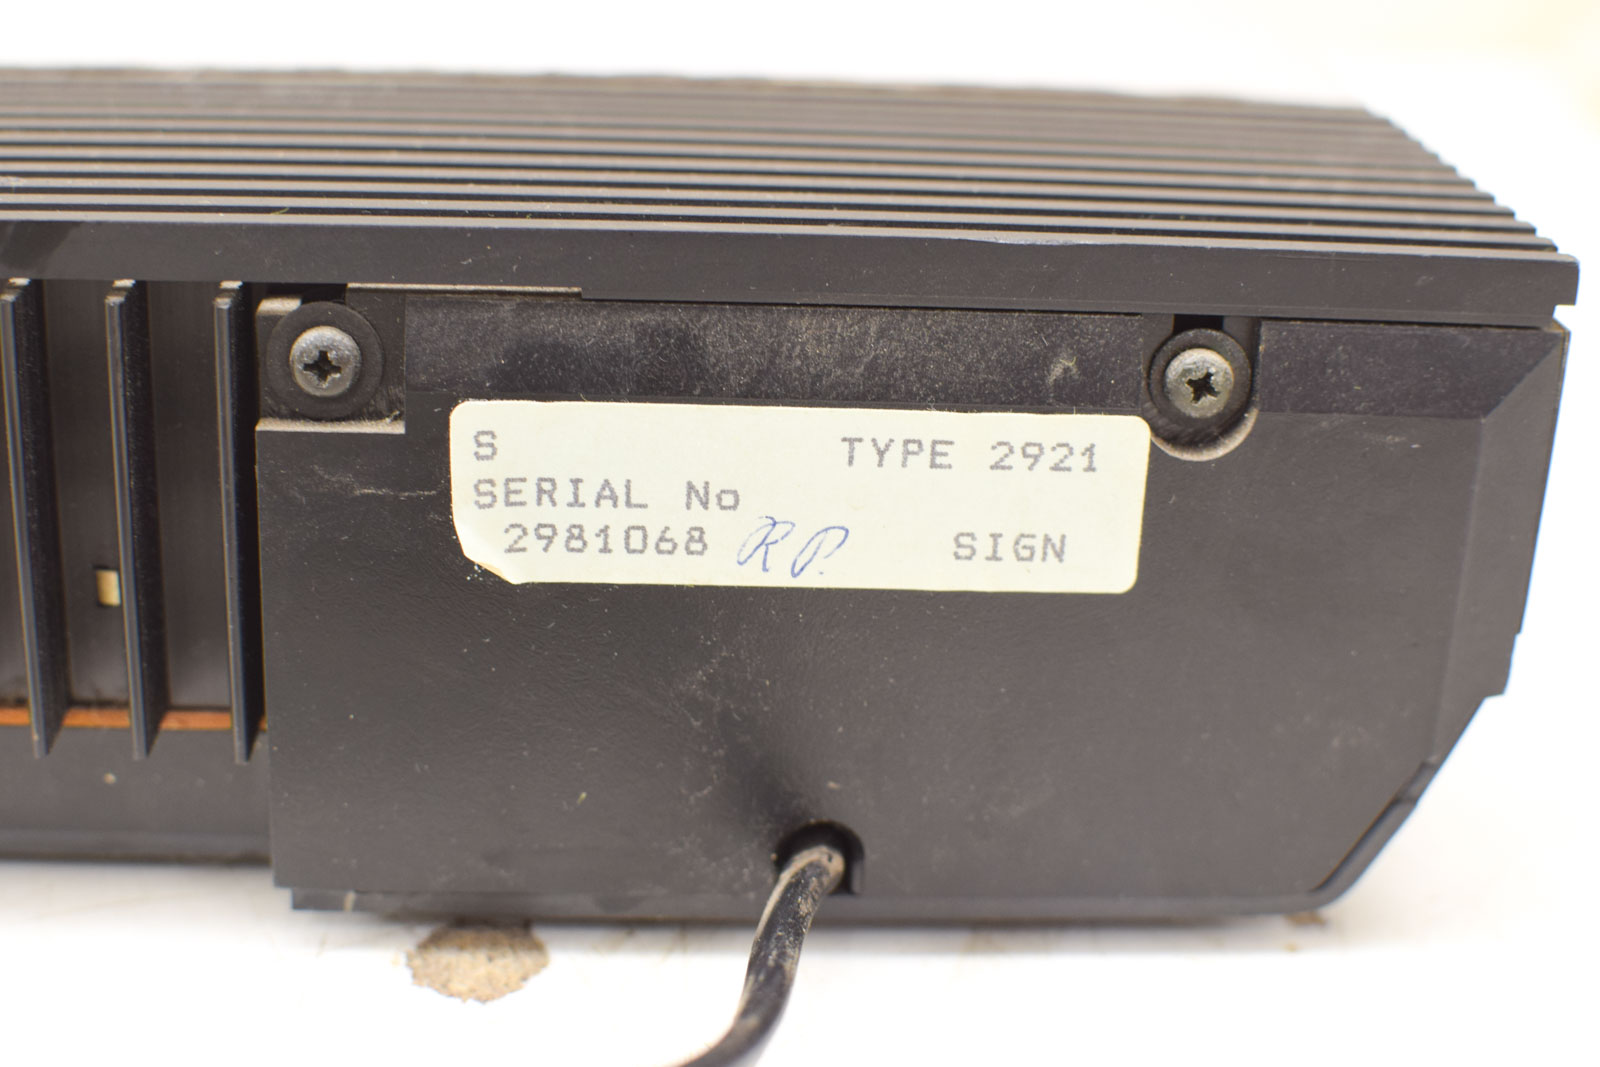 S TYPE 2921
SERIAL No
2981068 RP. SIGN